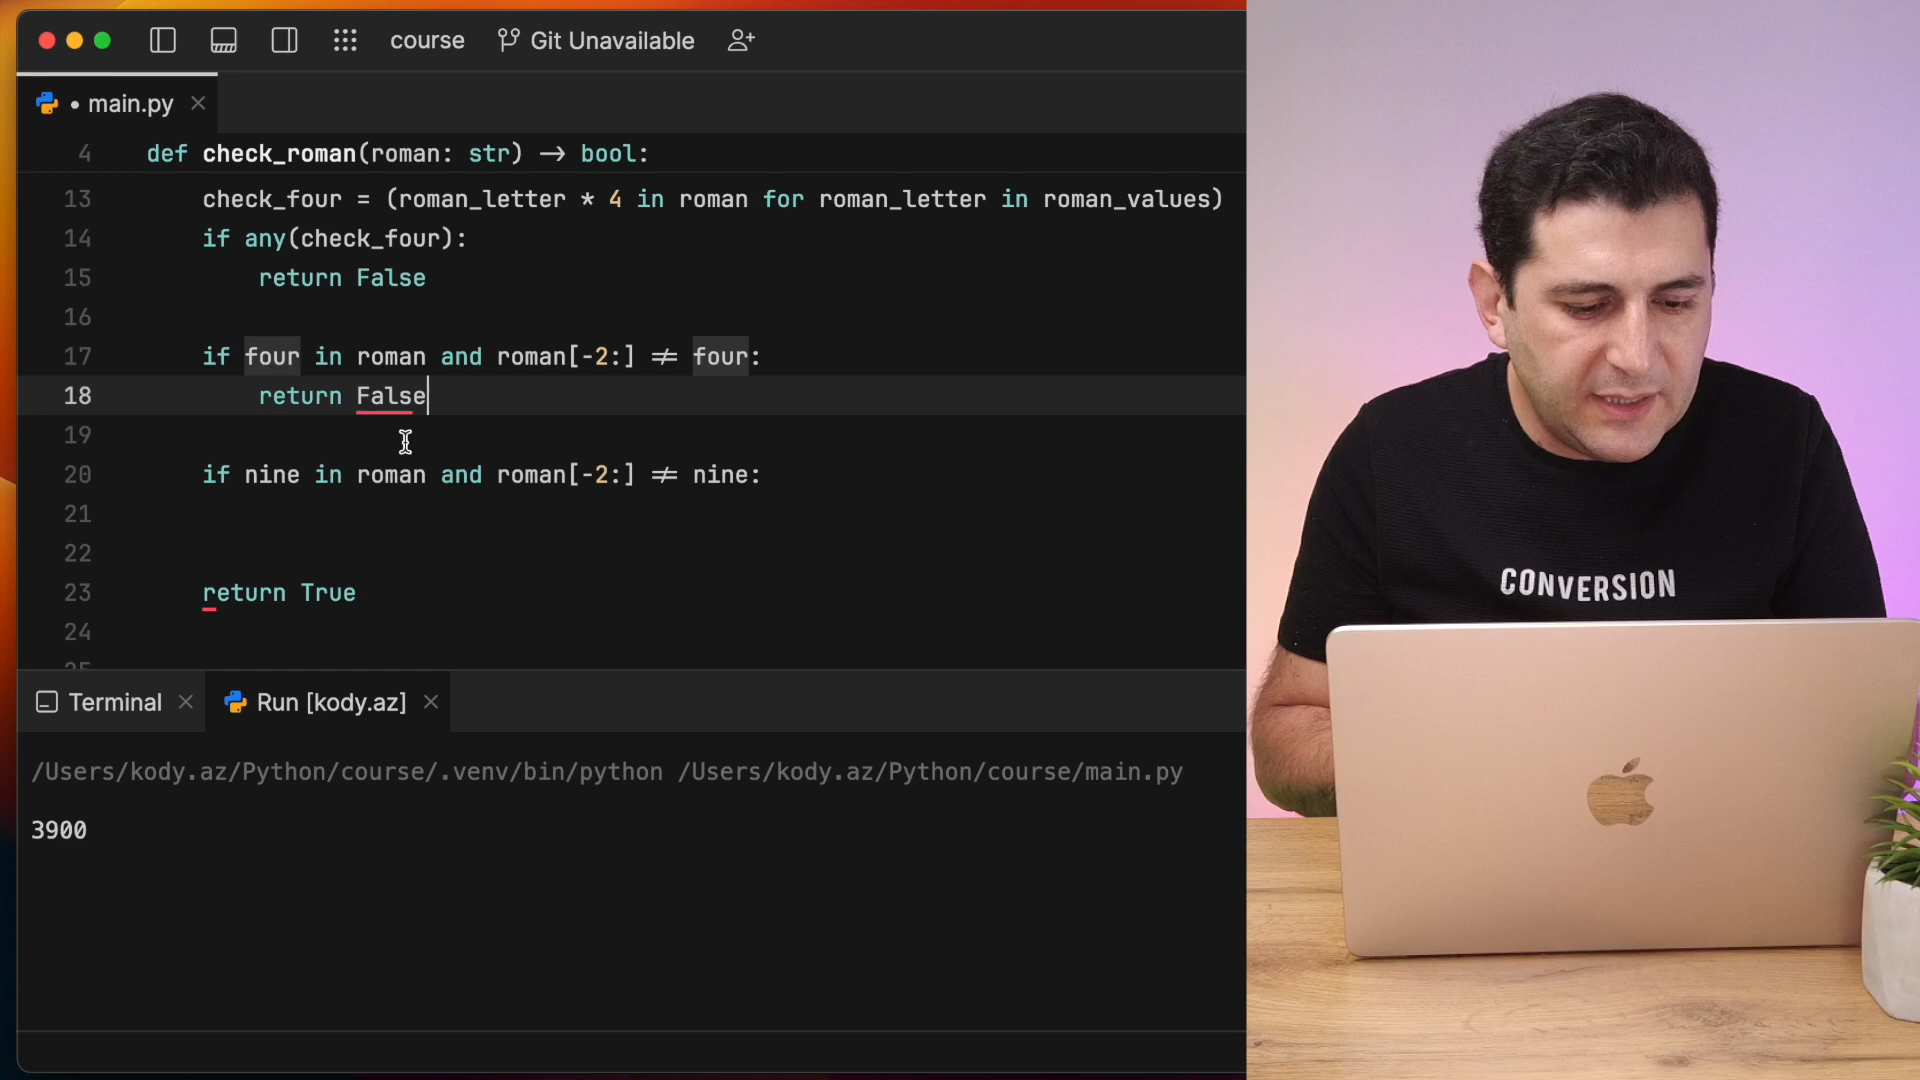 course Git Unavailable
main.py
4 def check_roman(roman: str) → bool:
13 check_four = (roman_letter * 4 in roman for roman_letter in roman_values)
14 if any(check_four):
15 return False
16
17 if four in roman and roman[-2:] ≠ four:
18 return False
19
20 if nine in roman and roman[-2:] ≠ nine:
21
22
23 return True
24
25
Terminal Run [kody.az]
/Users/kody.az/Python/course/.venv/bin/python /Users/kody.az/Python/course/main.py
3900
CONVERSION